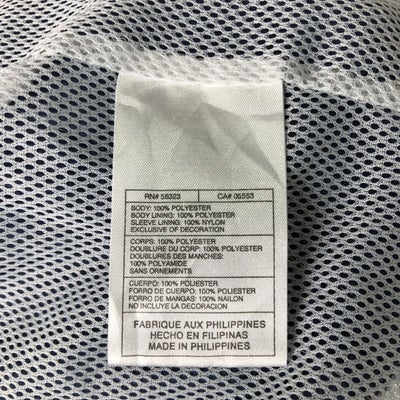 RN# 56323 CA# 05553
BODY: 100% POLYESTER
BODY LINING: 100% POLYESTER
SLEEVE LINING: 100% NYLON
EXCLUSIVE OF DECORATION
CORPS: 100% POLYESTER
DOUBLURE DU CORP: 100% POLYESTER
DOUBLURES DES MANCHES:
100% POLYAMIDE
SANS ORNEMENTS
CUERPO: 100% POLIESTER
FORRO DE CUERPO: 100% POLIESTER
FORRO DE MANGAS: 100% NAILON
NO INCLUYE LA DECORACION
FABRIQUE AUX PHILIPPINES
HECHO EN FILIPINAS
MADE IN PHILIPPINES